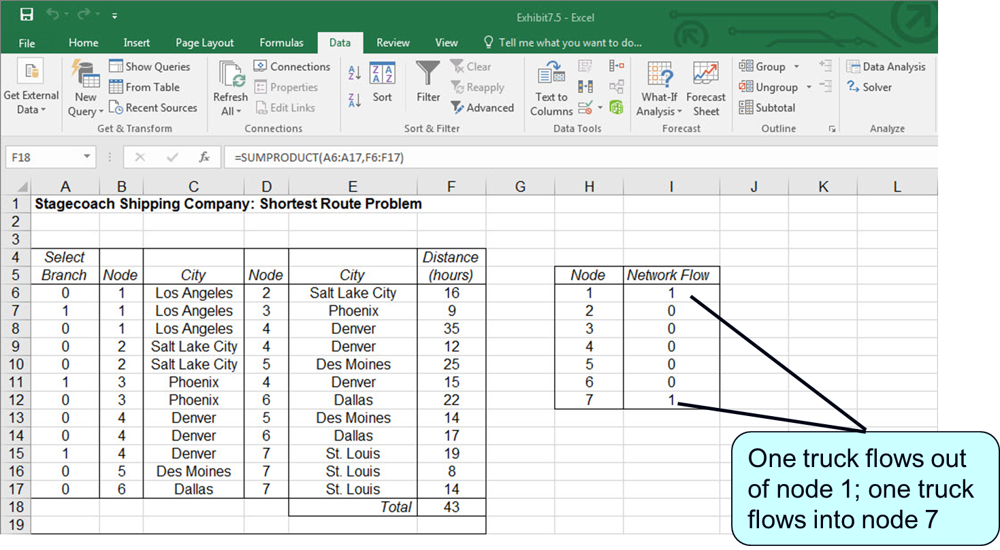 Exhibit7.5 - Excel
File Home Insert Page Layout Formulas Data Review View Tell me what you want to do...
Get External Data
New Query
Show Queries
From Table
Recent Sources
Get & Transform
Refresh All
Connections
Properties
Edit Links
Connections
A Z
Z A
Z A A Z
Sort
Filter
Clear
Reapply
Advanced
Sort & Filter
Text to Columns
Data Tools
What-If Analysis
Forecast Sheet
Forecast
Group
Ungroup
Subtotal
Outline
Data Analysis
Solver
Analyze
F18 fx =SUMPRODUCT(A6:A17,F6:F17)
A B C D E F G H I J K L
1 Stagecoach Shipping Company: Shortest Route Problem
2
3
4 Select Distance
5 Branch Node City Node City (hours) Node Network Flow
6 0 1 Los Angeles 2 Salt Lake City 16 1 1
7 1 1 Los Angeles 3 Phoenix 9 2 0
8 0 1 Los Angeles 4 Denver 35 3 0
9 0 2 Salt Lake City 4 Denver 12 4 0
10 0 2 Salt Lake City 5 Des Moines 25 5 0
11 1 3 Phoenix 4 Denver 15 6 0
12 0 3 Phoenix 6 Dallas 22 7 1
13 0 4 Denver 5 Des Moines 14
14 0 4 Denver 6 Dallas 17
15 1 4 Denver 7 St. Louis 19
16 0 5 Des Moines 7 St. Louis 8
17 0 6 Dallas 7 St. Louis 14
18 Total 43
19
One truck flows out
of node 1; one truck
flows into node 7